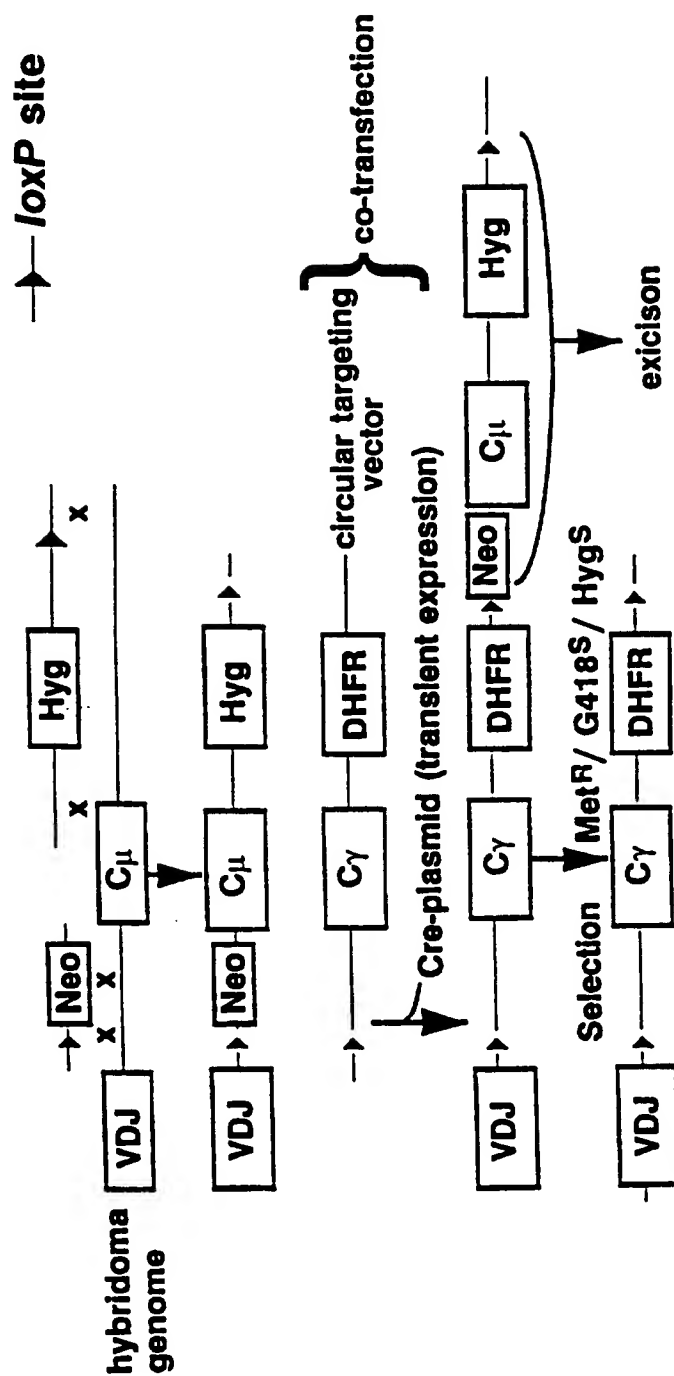 loxP site
Hyg
x x
Neo
x x
hybridoma
genome
VDJ
Cμ
VDJ
Neo
Cμ
Hyg
Cγ
DHFR
circular targeting
vector
co-transfection
Cre-plasmid (transient expression)
VDJ
Cγ
DHFR
Neo
Cμ
Hyg
Selection MetR/ G418S/ HygS
exicison
VDJ
Cγ
DHFR